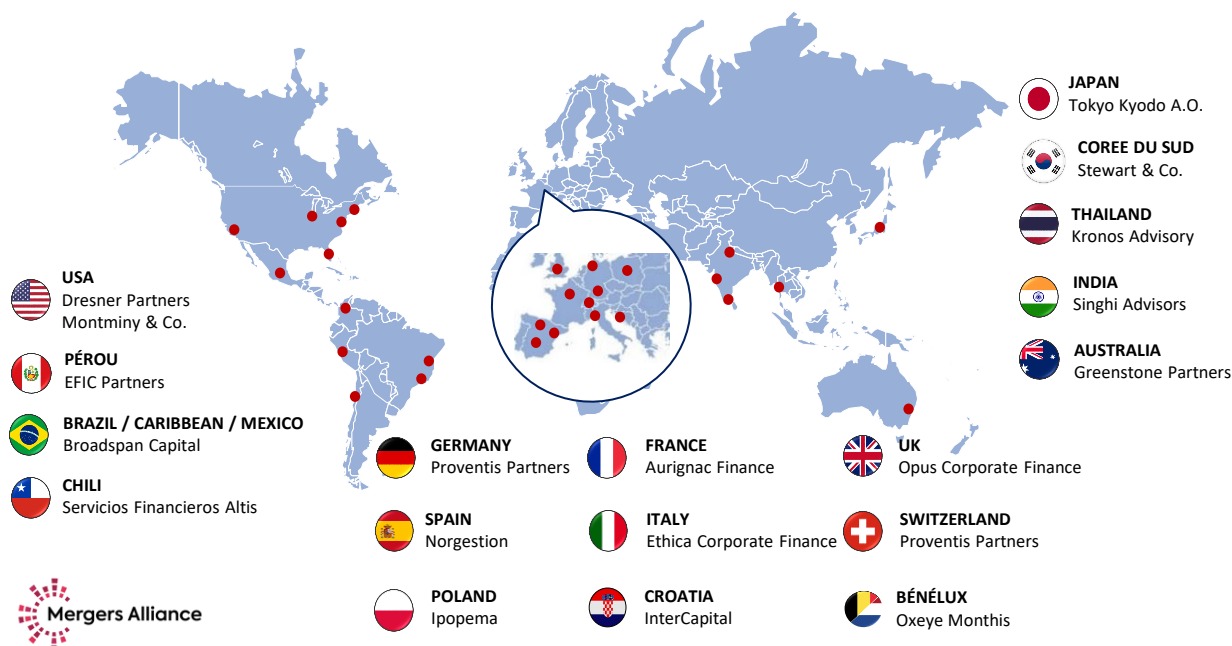 JAPAN
Tokyo Kyodo A.O.
COREE DU SUD
Stewart & Co.
THAILAND
Kronos Advisory
INDIA
Singhi Advisors
AUSTRALIA
Greenstone Partners
USA
Dresner Partners
Montminy & Co.
PÉROU
EFIC Partners
BRAZIL / CARIBBEAN / MEXICO
Broadspan Capital
CHILI
Servicios Financieros Altis
GERMANY
Proventis Partners
FRANCE
Aurignac Finance
UK
Opus Corporate Finance
SPAIN
Norgestion
ITALY
Ethica Corporate Finance
SWITZERLAND
Proventis Partners
POLAND
Ipopema
CROATIA
InterCapital
BÉNÉLUX
Oxeye Monthis
Mergers Alliance